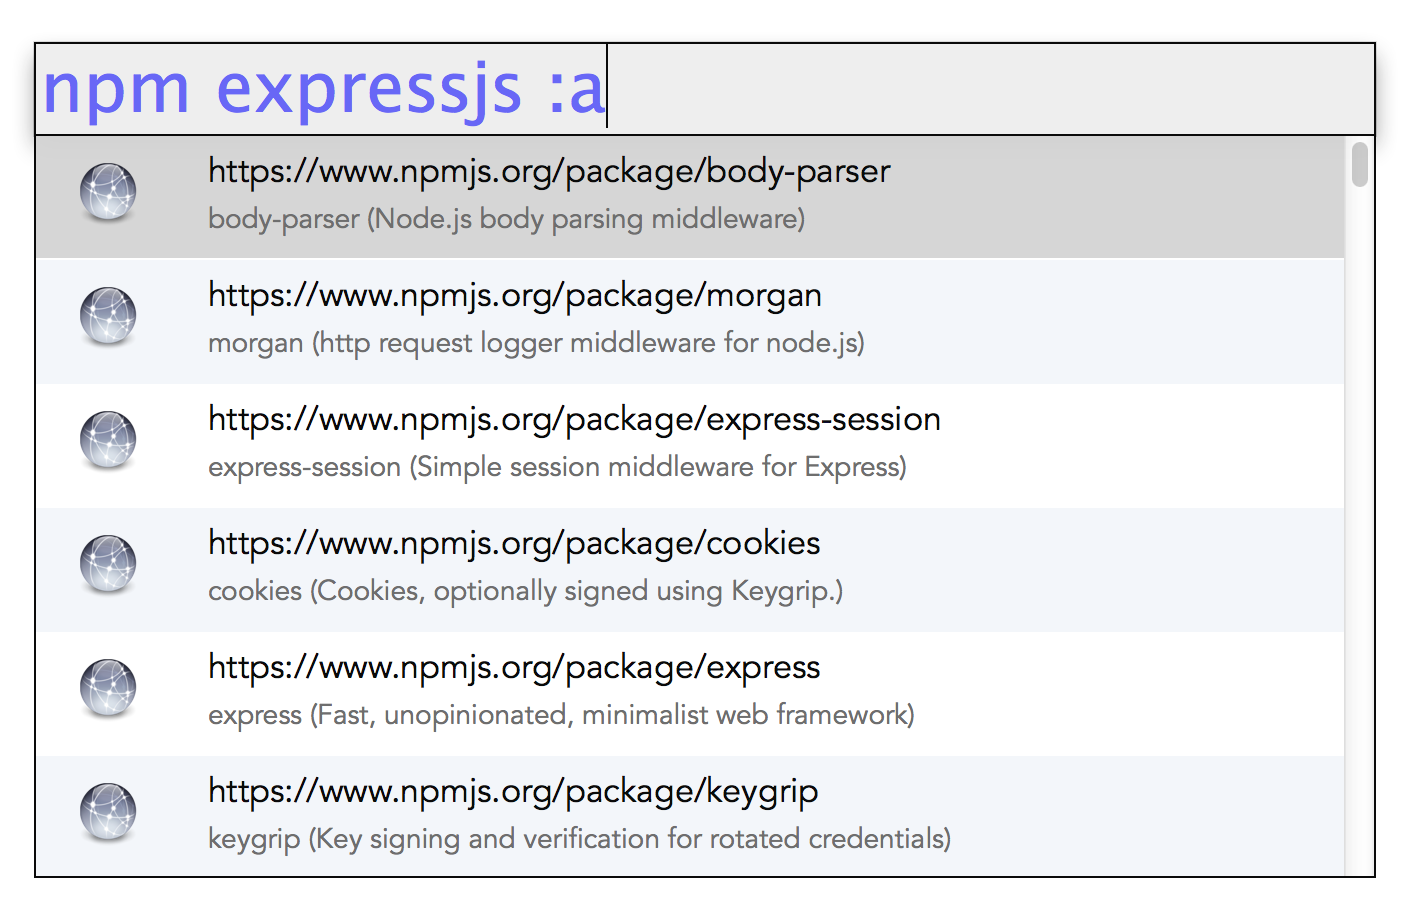 npm expressjs :a
https://www.npmjs.org/package/body-parser
body-parser (Node.js body parsing middleware)
https://www.npmjs.org/package/morgan
morgan (http request logger middleware for node.js)
https://www.npmjs.org/package/express-session
express-session (Simple session middleware for Express)
https://www.npmjs.org/package/cookies
cookies (Cookies, optionally signed using Keygrip.)
https://www.npmjs.org/package/express
express (Fast, unopinionated, minimalist web framework)
https://www.npmjs.org/package/keygrip
keygrip (Key signing and verification for rotated credentials)